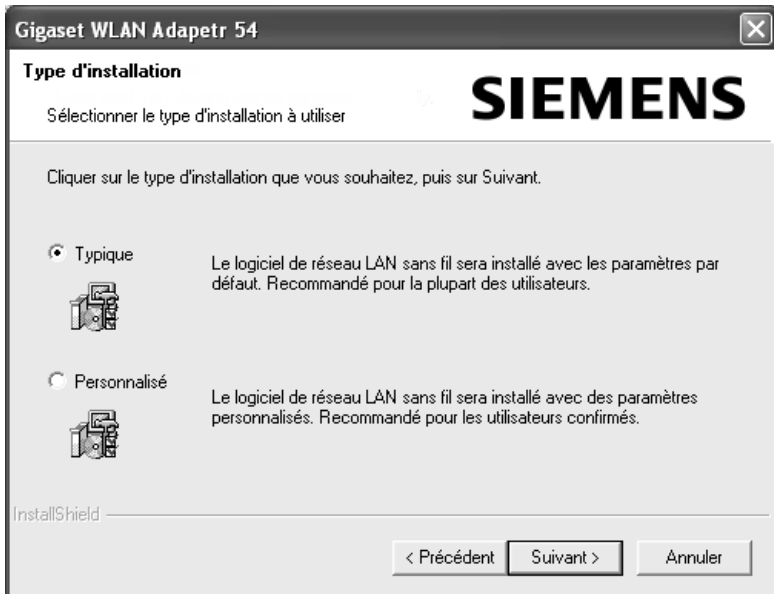 Gigaset WLAN Adapetr 54
Type d'installation
Sélectionner le type d'installation à utiliser
SIEMENS
Cliquer sur le type d'installation que vous souhaitez, puis sur Suivant.
Typique
Le logiciel de réseau LAN sans fil sera installé avec les paramètres par
défaut. Recommandé pour la plupart des utilisateurs.
Personnalisé
Le logiciel de réseau LAN sans fil sera installé avec des paramètres
personnalisés. Recommandé pour les utilisateurs confirmés.
InstallShield
< Précédent
Suivant >
Annuler